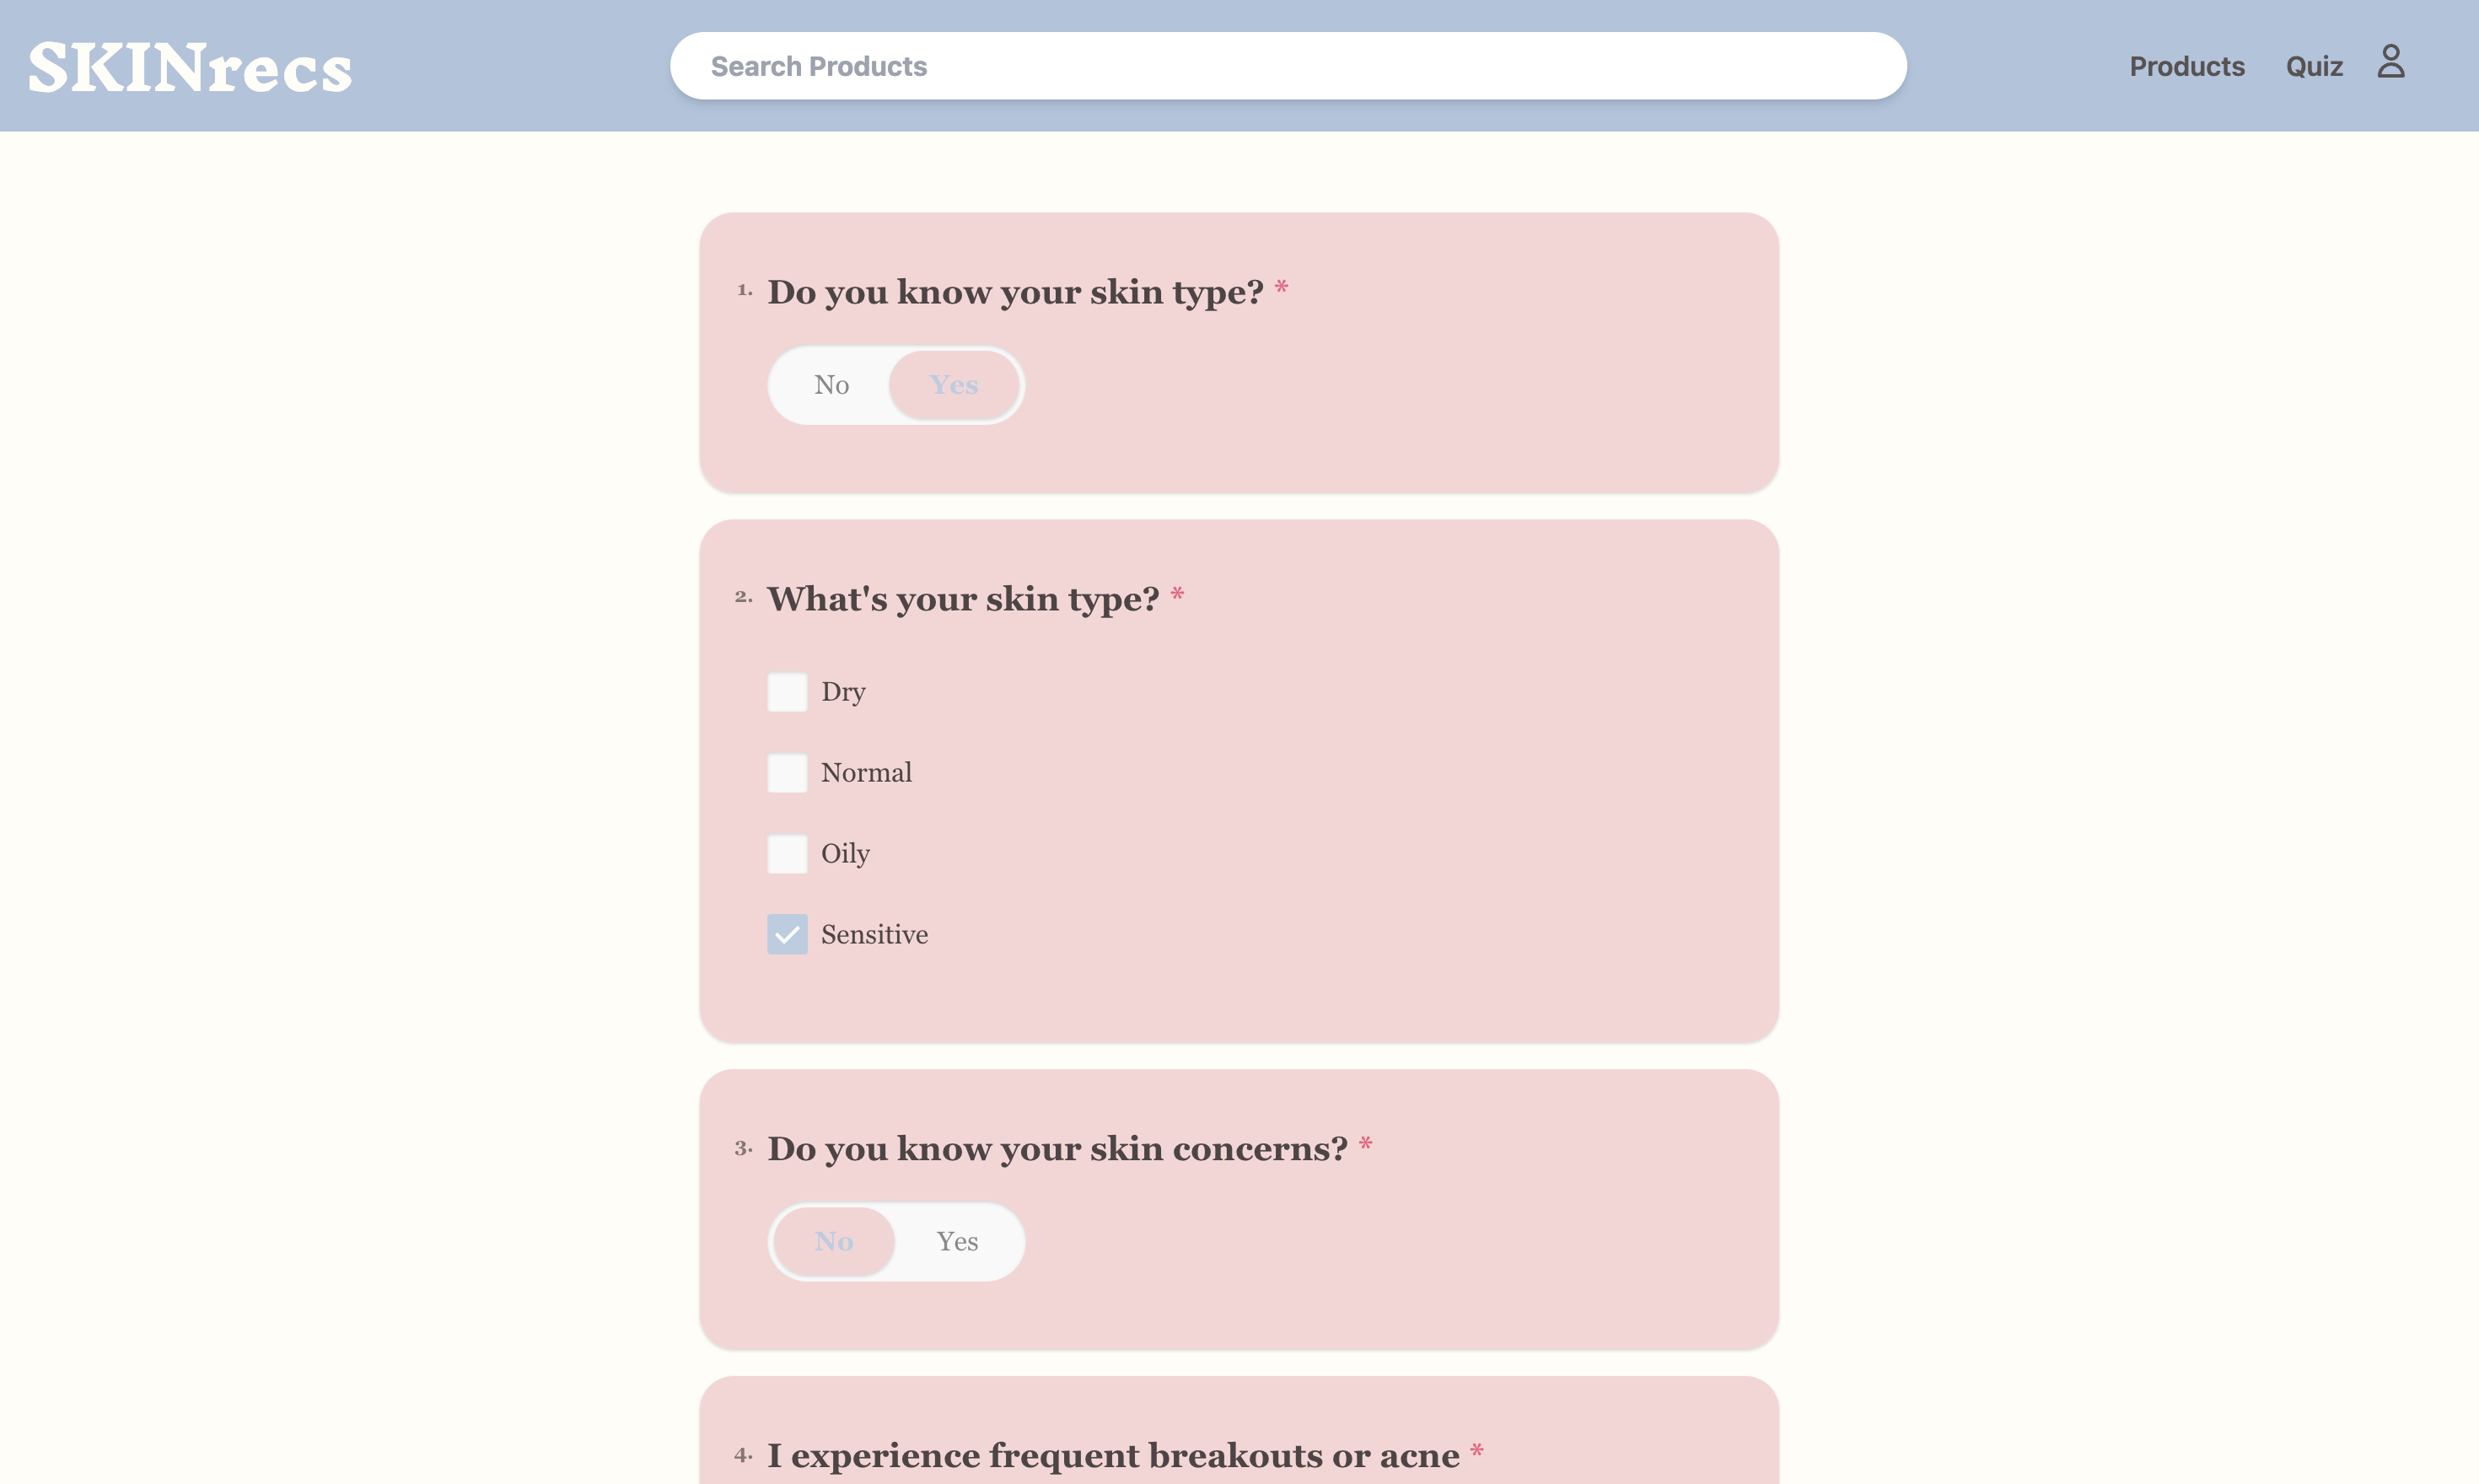 SKINrecs
Search Products
Products
Quiz
1. Do you know your skin type? *
No
Yes
2. What's your skin type? *
Dry
Normal
Oily
Sensitive
3. Do you know your skin concerns? *
No
Yes
4. I experience frequent breakouts or acne *